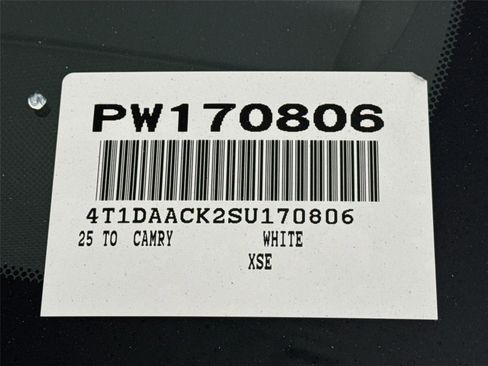 PW170806
4T1DAACK2SU170806
25 TO CAMRY WHITE
XSE